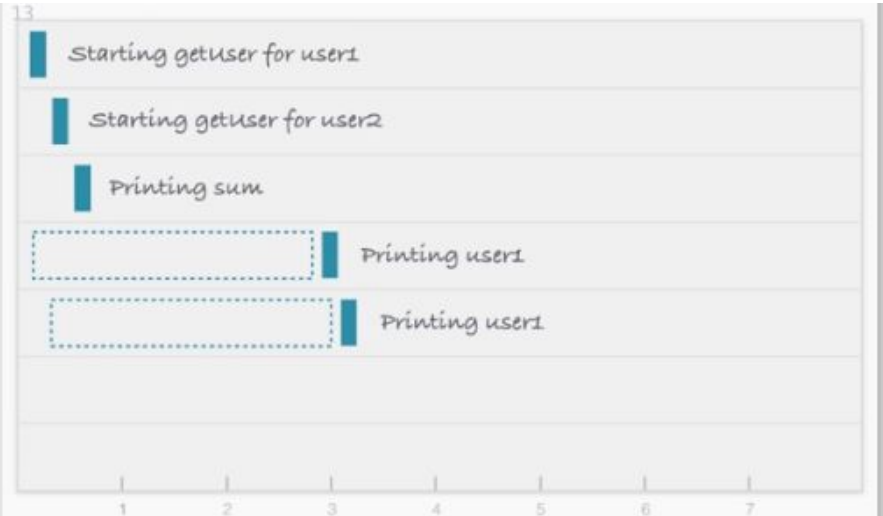 13
Starting getUser for user1
Starting getUser for user2
Printing sum
Printing user1
Printing user1
1 2 3 4 5 6 7